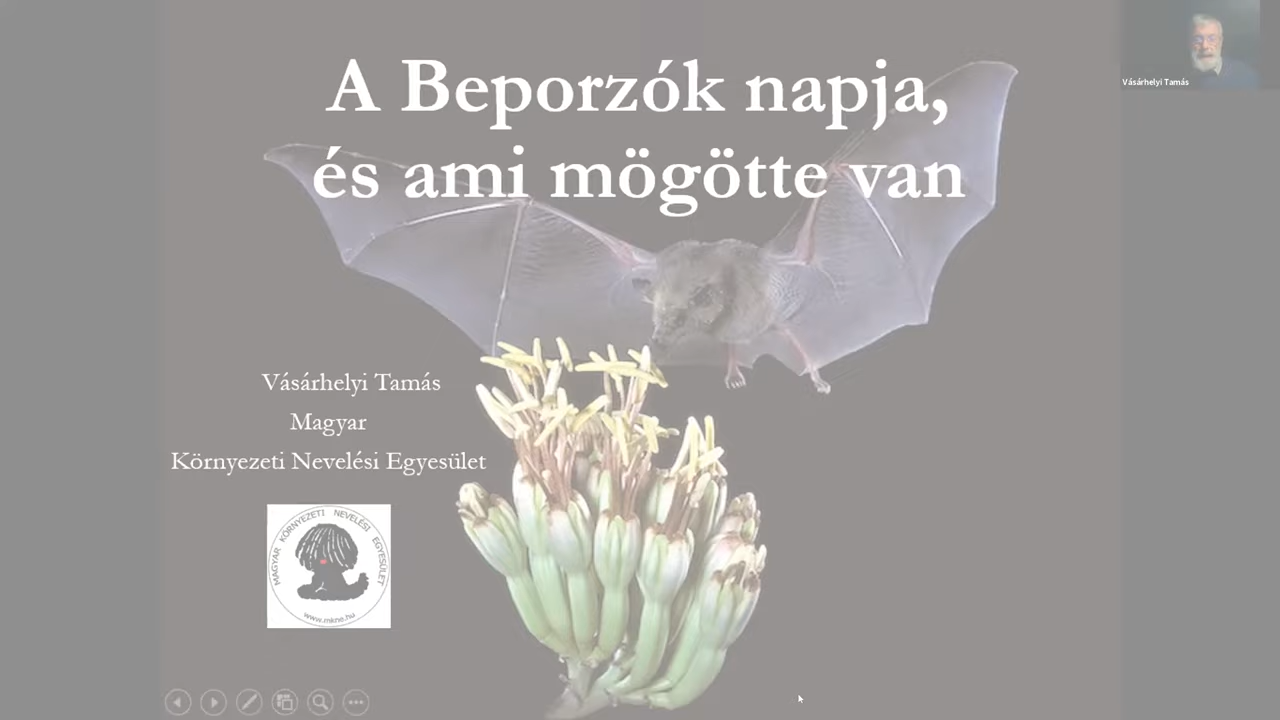 A Beporzók napja,
és ami mögötte van
Vásárhelyi Tamás
Vásárhelyi Tamás
Magyar
Környezeti Nevelési Egyesület
MAGYAR KÖRNYEZETI NEVELÉSI EGYESÜLET
www.mkne.hu